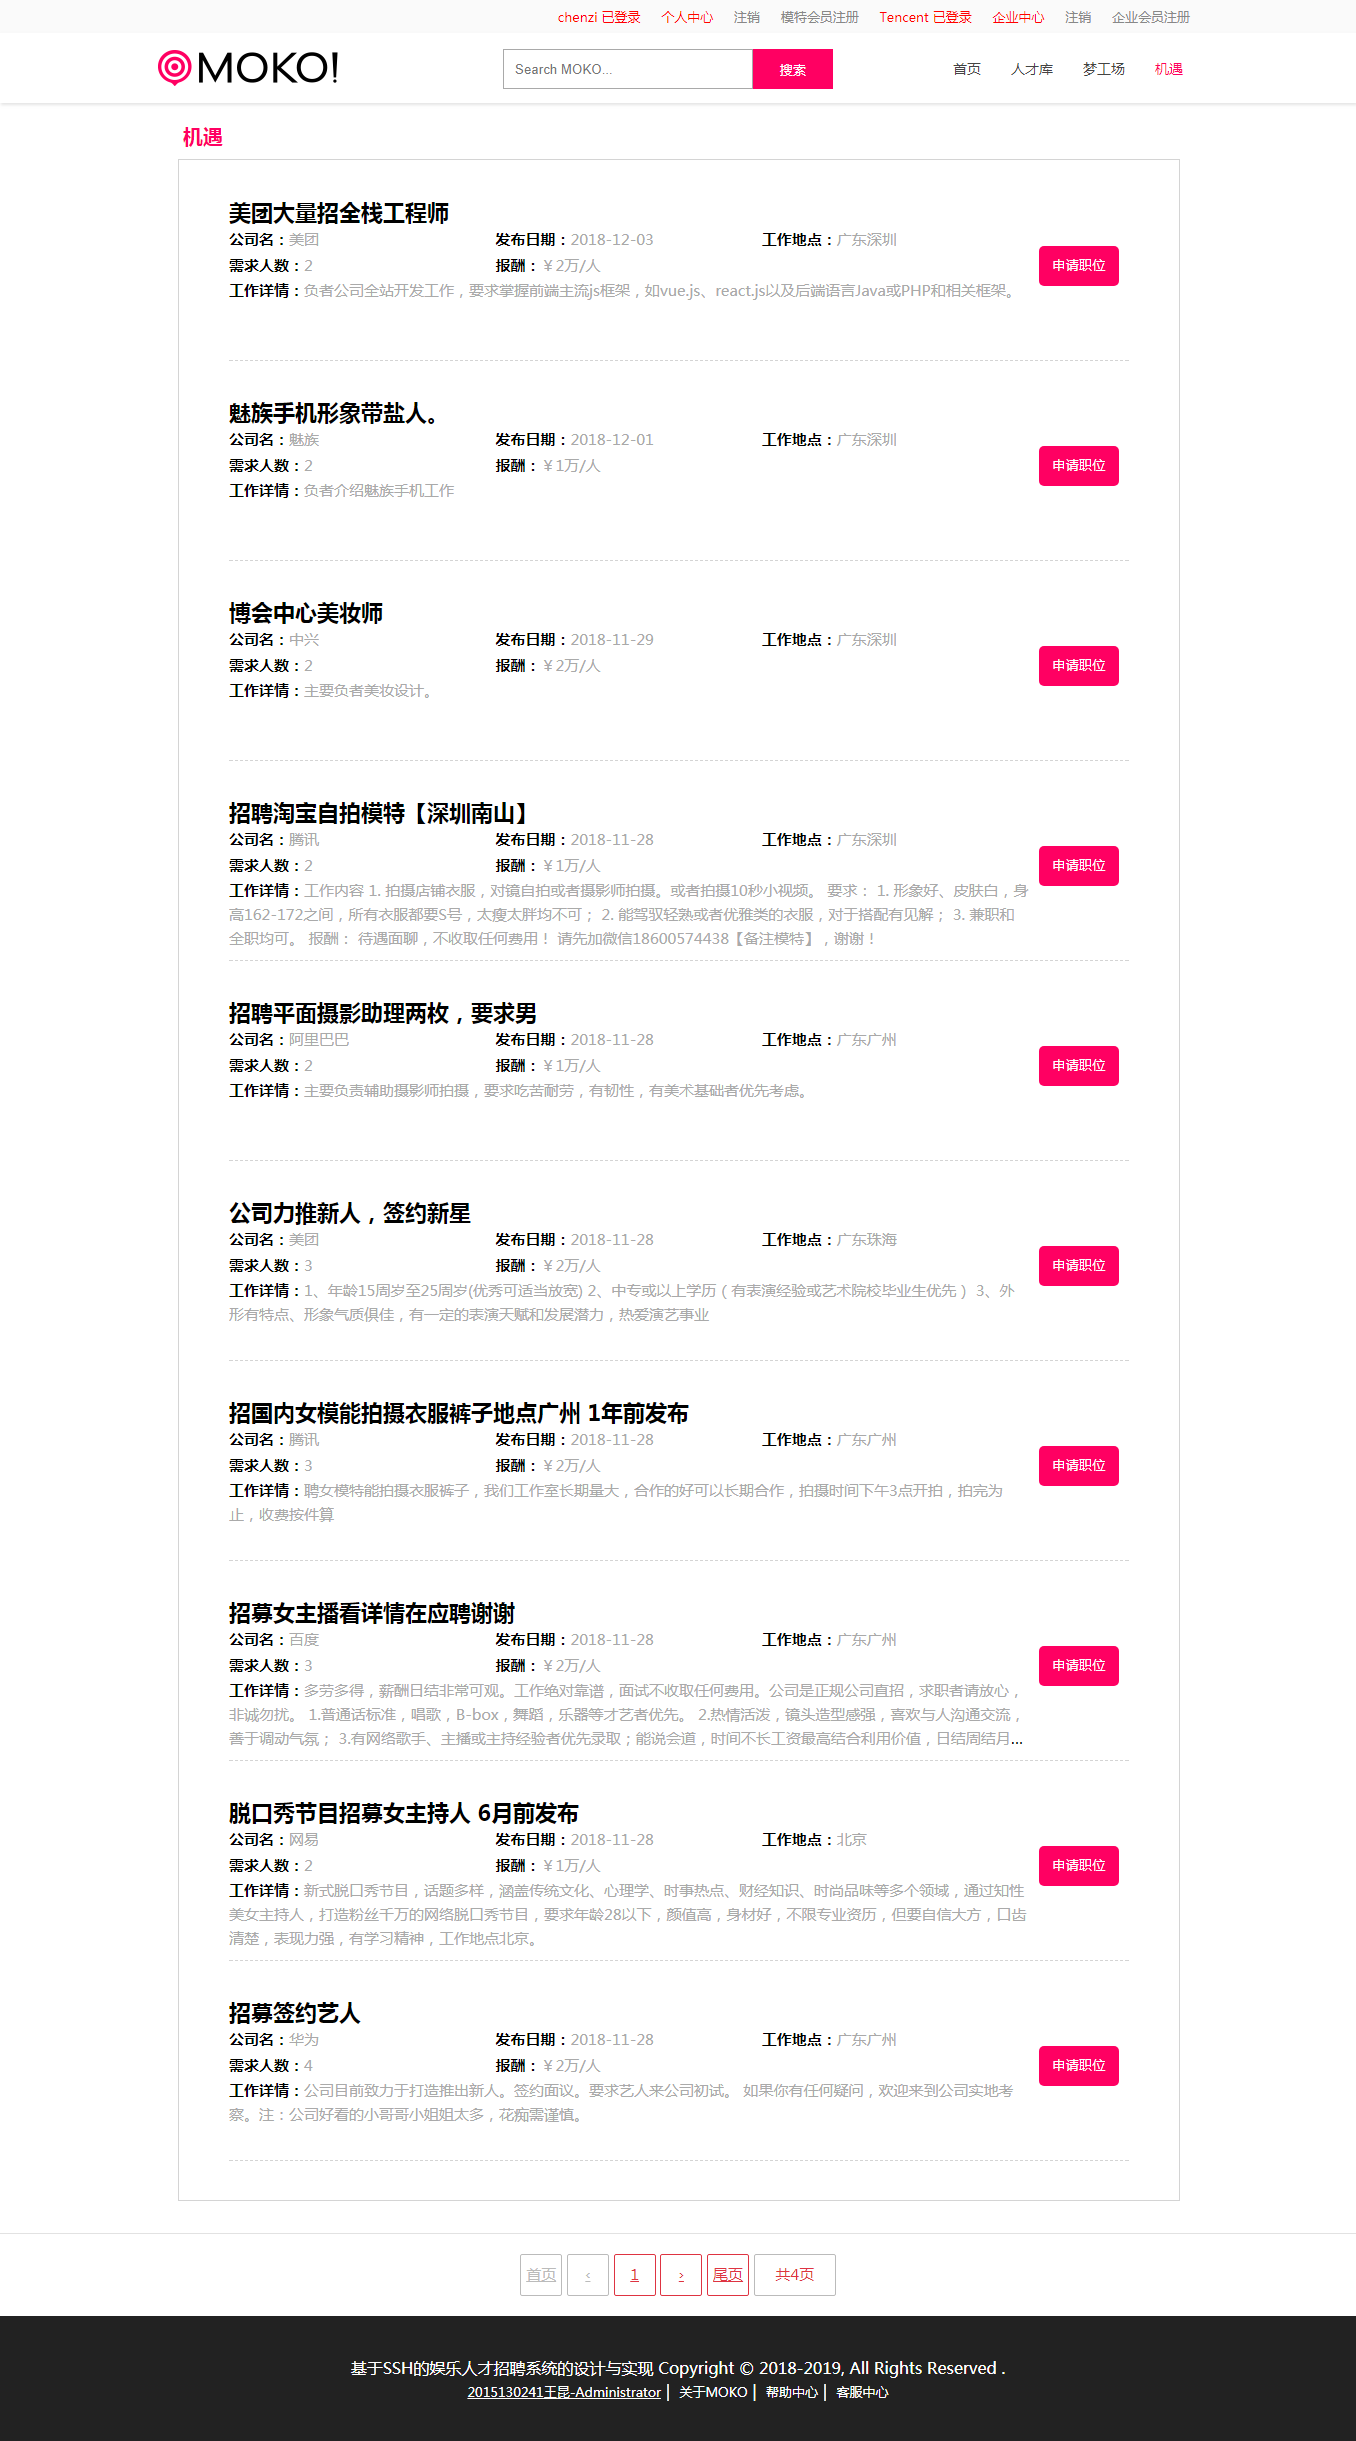 chenzi 已登录 个人中心 注销 模特会员注册 Tencent 已登录 企业中心 注销 企业会员注册
MOKO! Search MOKO... 搜索 首页 人才库 梦工场 机遇
机遇
美团大量招全栈工程师
公司名：美团 发布日期：2018-12-03 工作地点：广东深圳
需求人数：2 报酬：￥2万/人 申请职位
工作详情：负者公司全站开发工作，要求掌握前端主流js框架，如vue.js、react.js以及后端语言Java或PHP和相关框架。
魅族手机形象带盐人。
公司名：魅族 发布日期：2018-12-01 工作地点：广东深圳
需求人数：2 报酬：￥1万/人 申请职位
工作详情：负者介绍魅族手机工作
博会中心美妆师
公司名：中兴 发布日期：2018-11-29 工作地点：广东深圳
需求人数：2 报酬：￥2万/人 申请职位
工作详情：主要负者美妆设计。
招聘淘宝自拍模特【深圳南山】
公司名：腾讯 发布日期：2018-11-28 工作地点：广东深圳
需求人数：2 报酬：￥1万/人 申请职位
工作详情：工作内容 1. 拍摄店铺衣服，对镜自拍或者摄影师拍摄。或者拍摄10秒小视频。 要求： 1. 形象好、皮肤白，身
高162-172之间，所有衣服都要S号，太瘦太胖均不可； 2. 能驾驭轻熟或者优雅类的衣服，对于搭配有见解； 3. 兼职和
全职均可。 报酬： 待遇面聊，不收取任何费用！ 请先加微信18600574438【备注模特】，谢谢！
招聘平面摄影助理两枚，要求男
公司名：阿里巴巴 发布日期：2018-11-28 工作地点：广东广州
需求人数：2 报酬：￥1万/人 申请职位
工作详情：主要负责辅助摄影师拍摄，要求吃苦耐劳，有韧性，有美术基础者优先考虑。
公司力推新人，签约新星
公司名：美团 发布日期：2018-11-28 工作地点：广东珠海
需求人数：3 报酬：￥2万/人 申请职位
工作详情：1、年龄15周岁至25周岁(优秀可适当放宽) 2、中专或以上学历（有表演经验或艺术院校毕业生优先） 3、外
形有特点、形象气质俱佳，有一定的表演天赋和发展潜力，热爱演艺事业
招国内女模能拍摄衣服裤子地点广州 1年前发布
公司名：腾讯 发布日期：2018-11-28 工作地点：广东广州
需求人数：3 报酬：￥2万/人 申请职位
工作详情：聘女模特能拍摄衣服裤子，我们工作室长期量大，合作的好可以长期合作，拍摄时间下午3点开拍，拍完为
止，收费按件算
招募女主播看详情在应聘谢谢
公司名：百度 发布日期：2018-11-28 工作地点：广东广州
需求人数：3 报酬：￥2万/人 申请职位
工作详情：多劳多得，薪酬日结非常可观。工作绝对靠谱，面试不收取任何费用。公司是正规公司直招，求职者请放心，
非诚勿扰。 1.普通话标准，唱歌，B-box，舞蹈，乐器等才艺者优先。 2.热情活泼，镜头造型感强，喜欢与人沟通交流，
善于调动气氛； 3.有网络歌手、主播或主持经验者优先录取；能说会道，时间不长工资最高结合利用价值，日结周结月...
脱口秀节目招募女主持人 6月前发布
公司名：网易 发布日期：2018-11-28 工作地点：北京
需求人数：2 报酬：￥1万/人 申请职位
工作详情：新式脱口秀节目，话题多样，涵盖传统文化、心理学、时事热点、财经知识、时尚品味等多个领域，通过知性
美女主持人，打造粉丝千万的网络脱口秀节目，要求年龄28以下，颜值高，身材好，不限专业资历，但要自信大方，口齿
清楚，表现力强，有学习精神，工作地点北京。
招募签约艺人
公司名：华为 发布日期：2018-11-28 工作地点：广东广州
需求人数：4 报酬：￥2万/人 申请职位
工作详情：公司目前致力于打造推出新人。签约面议。要求艺人来公司初试。 如果你有任何疑问，欢迎来到公司实地考
察。注：公司好看的小哥哥小姐姐太多，花痴需谨慎。
首页 ‹ 1 › 尾页 共4页
基于SSH的娱乐人才招聘系统的设计与实现 Copyright © 2018-2019, All Rights Reserved .
2015130241王昆-Administrator | 关于MOKO | 帮助中心 | 客服中心